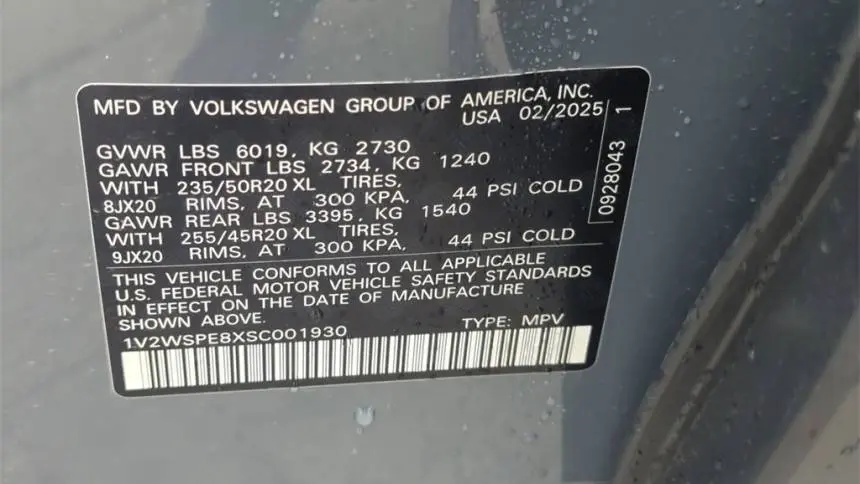 MFD BY VOLKSWAGEN GROUP OF AMERICA, INC.
USA 02/2025
GVWR LBS 6019, KG 2730
GAWR FRONT LBS 2734, KG 1240
WITH 235/50R20 XL TIRES,
8JX20 RIMS, AT 300 KPA, 44 PSI COLD
GAWR REAR LBS 3395, KG 1540
WITH 255/45R20 XL TIRES,
9JX20 RIMS, AT 300 KPA, 44 PSI COLD
THIS VEHICLE CONFORMS TO ALL APPLICABLE
U.S. FEDERAL MOTOR VEHICLE SAFETY STANDARDS
IN EFFECT ON THE DATE OF MANUFACTURE
SHOWN ABOVE.
1V2WSPE8XSC001930 TYPE: MPV
0928043 1